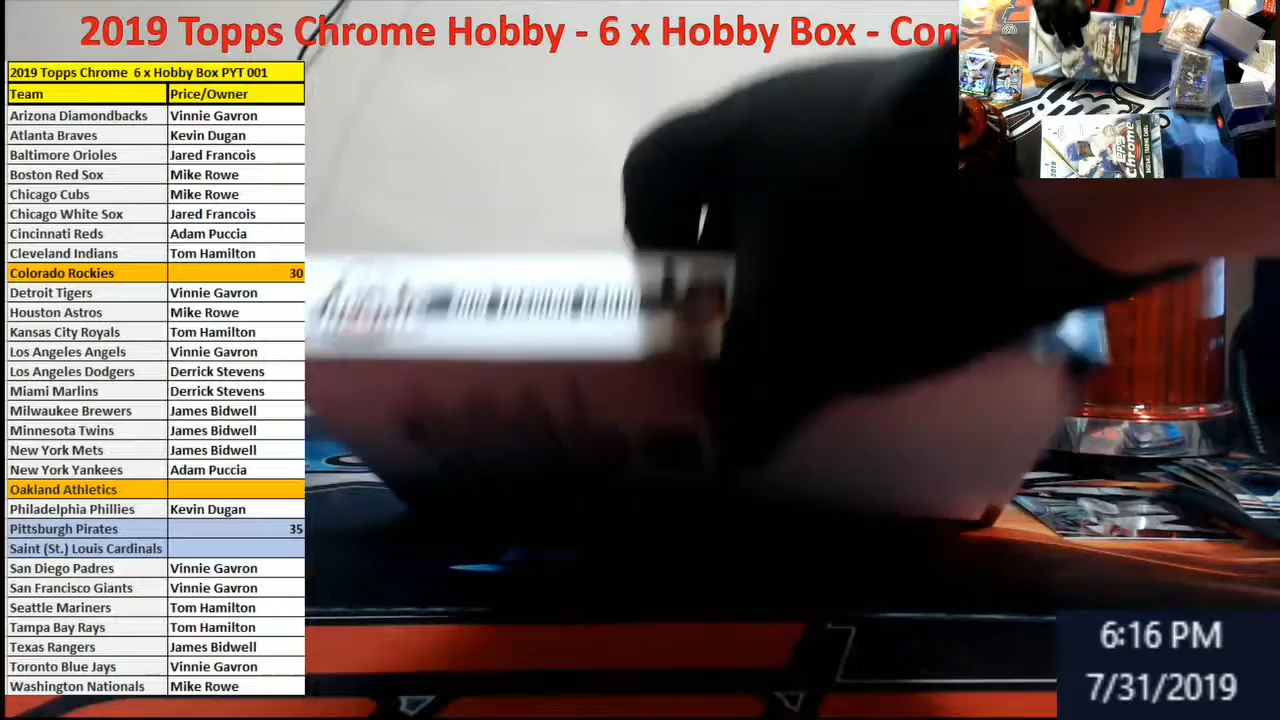 2019 Topps Chrome Hobby - 6 x Hobby Box - Con
2019 Topps Chrome 6 x Hobby Box PYT 001
Team Price/Owner
Arizona Diamondbacks Vinnie Gavron
Atlanta Braves Kevin Dugan
Baltimore Orioles Jared Francois
Boston Red Sox Mike Rowe
Chicago Cubs Mike Rowe
Chicago White Sox Jared Francois
Cincinnati Reds Adam Puccia
Cleveland Indians Tom Hamilton
Colorado Rockies 30
Detroit Tigers Vinnie Gavron
Houston Astros Mike Rowe
Kansas City Royals Tom Hamilton
Los Angeles Angels Vinnie Gavron
Los Angeles Dodgers Derrick Stevens
Miami Marlins Derrick Stevens
Milwaukee Brewers James Bidwell
Minnesota Twins James Bidwell
New York Mets James Bidwell
New York Yankees Adam Puccia
Oakland Athletics
Philadelphia Phillies Kevin Dugan
Pittsburgh Pirates 35
Saint (St.) Louis Cardinals
San Diego Padres Vinnie Gavron
San Francisco Giants Vinnie Gavron
Seattle Mariners Tom Hamilton
Tampa Bay Rays Tom Hamilton
Texas Rangers James Bidwell
Toronto Blue Jays Vinnie Gavron
Washington Nationals Mike Rowe
6:16 PM
7/31/2019